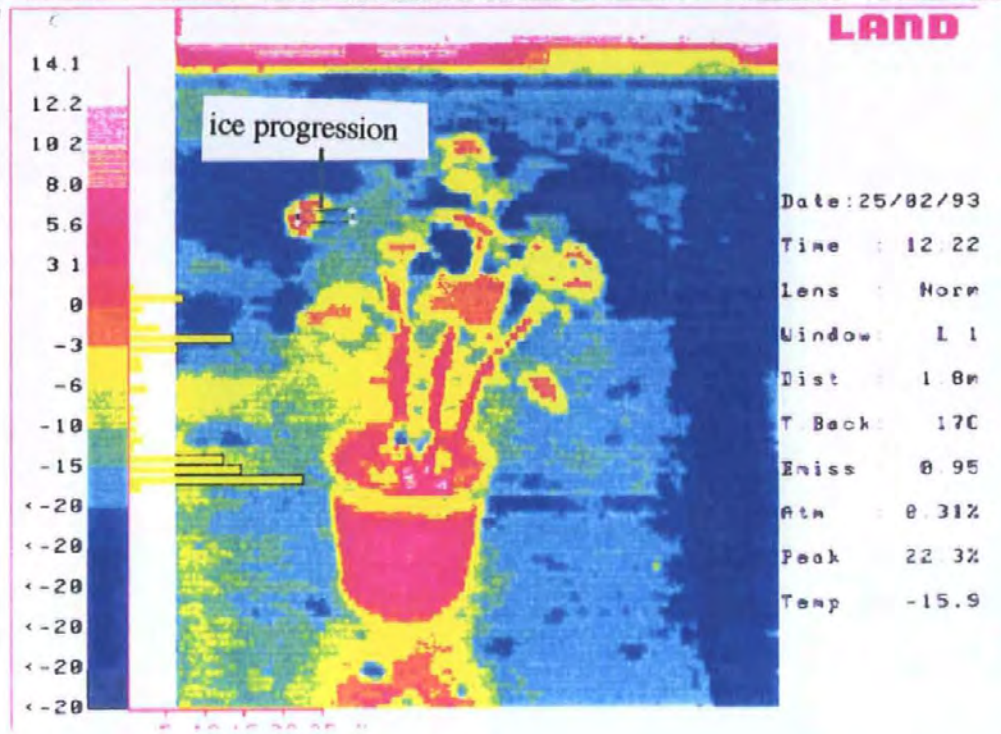 LAND
14.1
12.2
10 2
8.0
5.6
3 1
0
-3
-6
-10
-15
<-20
<-20
<-20
<-20
<-20
<-20
ice progression
Date:25/02/93
Time : 12 22
Lens : Norm
Window: L 1
Dist : 1.8m
T.Back: 17C
Emiss 0.95
Atm : 0.31%
Peak 22 3%
Temp -15.9